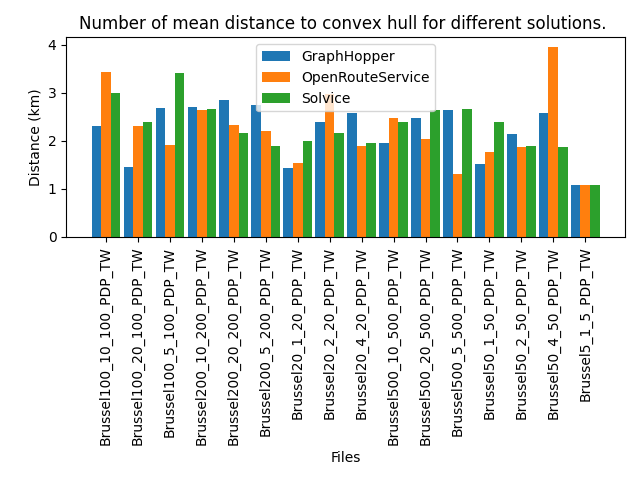 Number of mean distance to convex hull for different solutions.
GraphHopper
OpenRouteService
Solvice
Distance (km)
4
3
2
1
0
Brussel100_10_100_PDP_TW
Brussel100_20_100_PDP_TW
Brussel100_5_100_PDP_TW
Brussel200_10_200_PDP_TW
Brussel200_20_200_PDP_TW
Brussel200_5_200_PDP_TW
Brussel20_1_20_PDP_TW
Brussel20_2_20_PDP_TW
Brussel20_4_20_PDP_TW
Brussel500_10_500_PDP_TW
Brussel500_20_500_PDP_TW
Brussel500_5_500_PDP_TW
Brussel50_1_50_PDP_TW
Brussel50_2_50_PDP_TW
Brussel50_4_50_PDP_TW
Brussel5_1_5_PDP_TW
Files